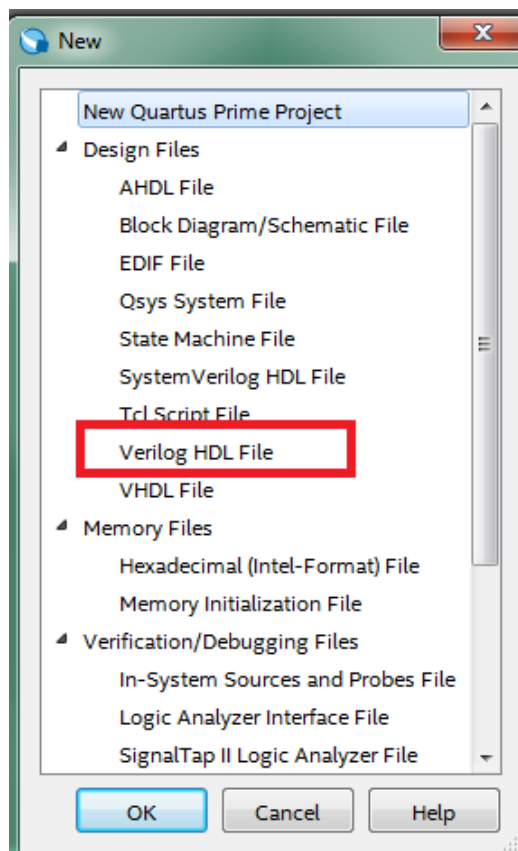 New
New Quartus Prime Project
Design Files
AHDL File
Block Diagram/Schematic File
EDIF File
Qsys System File
State Machine File
SystemVerilog HDL File
Tcl Script File
Verilog HDL File
VHDL File
Memory Files
Hexadecimal (Intel-Format) File
Memory Initialization File
Verification/Debugging Files
In-System Sources and Probes File
Logic Analyzer Interface File
SignalTap II Logic Analyzer File
OK Cancel Help